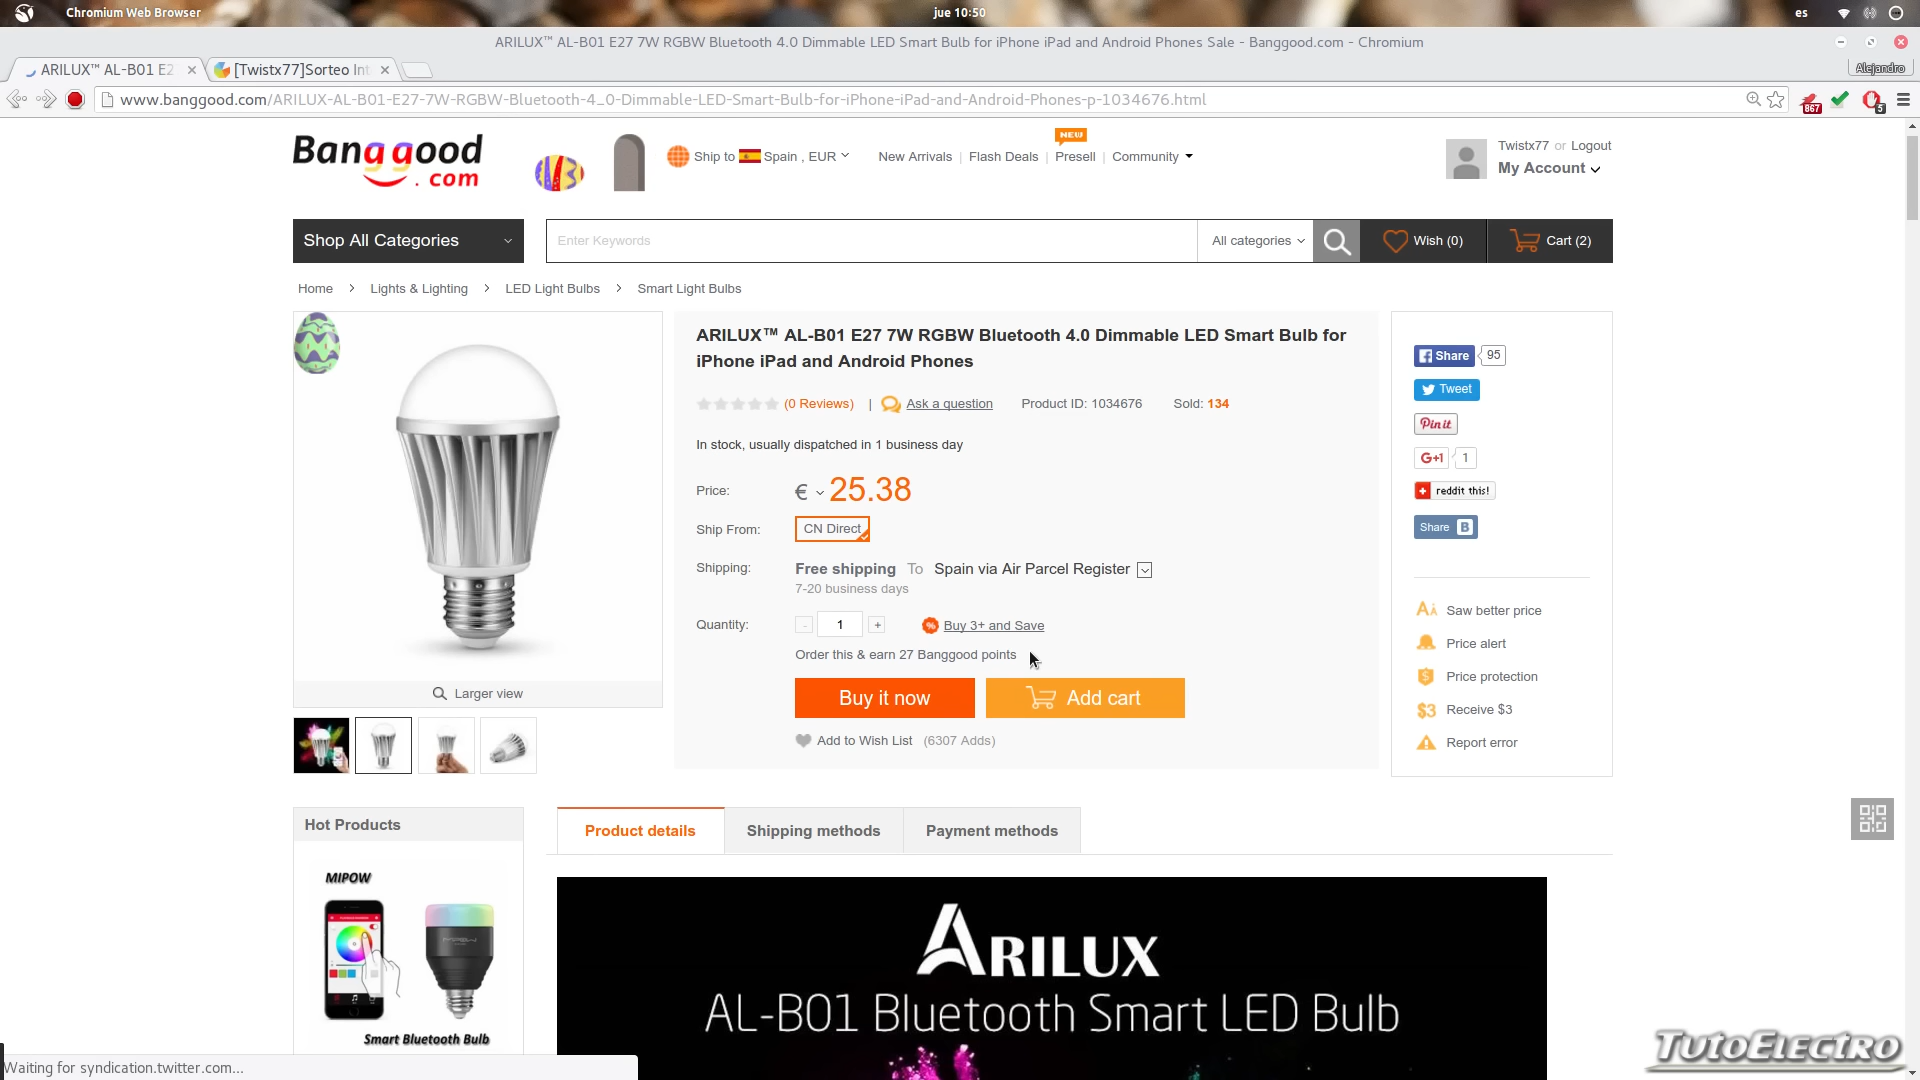 Chromium Web Browser
jue 10:50
es
ARILUX™ AL-B01 E27 7W RGBW Bluetooth 4.0 Dimmable LED Smart Bulb for iPhone iPad and Android Phones Sale - Banggood.com - Chromium
ARILUX™ AL-B01 E2
[Twistx77]Sorteo Int
Alejandro
www.banggood.com/ARILUX-AL-B01-E27-7W-RGBW-Bluetooth-4_0-Dimmable-LED-Smart-Bulb-for-iPhone-iPad-and-Android-Phones-p-1034676.html
867
5
Banggood
.com
Ship to Spain , EUR
New Arrivals | Flash Deals | Presell | Community
NEW
Twistx77 or Logout
My Account
Shop All Categories
Enter Keywords
All categories
Wish (0)
Cart (2)
Home > Lights & Lighting > LED Light Bulbs > Smart Light Bulbs
ARILUX™ AL-B01 E27 7W RGBW Bluetooth 4.0 Dimmable LED Smart Bulb for
iPhone iPad and Android Phones
(0 Reviews) | Ask a question Product ID: 1034676 Sold: 134
In stock, usually dispatched in 1 business day
Price: € 25.38
Ship From: CN Direct
Shipping: Free shipping To Spain via Air Parcel Register
7-20 business days
Quantity: - 1 + Buy 3+ and Save
Order this & earn 27 Banggood points
Buy it now
Add cart
Add to Wish List (6307 Adds)
Larger view
Share 95
Tweet
Pin it
G+1 1
reddit this!
Share B
Saw better price
Price alert
Price protection
$3 Receive $3
Report error
Hot Products
MIPOW
Smart Bluetooth Bulb
Product details
Shipping methods
Payment methods
ARILUX
AL-B01 Bluetooth Smart LED Bulb
Waiting for syndication.twitter.com...
TutoElectro